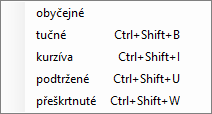 obyčejné
tučné Ctrl+Shift+B
kurzíva Ctrl+Shift+I
podtržené Ctrl+Shift+U
přeškrtnuté Ctrl+Shift+W